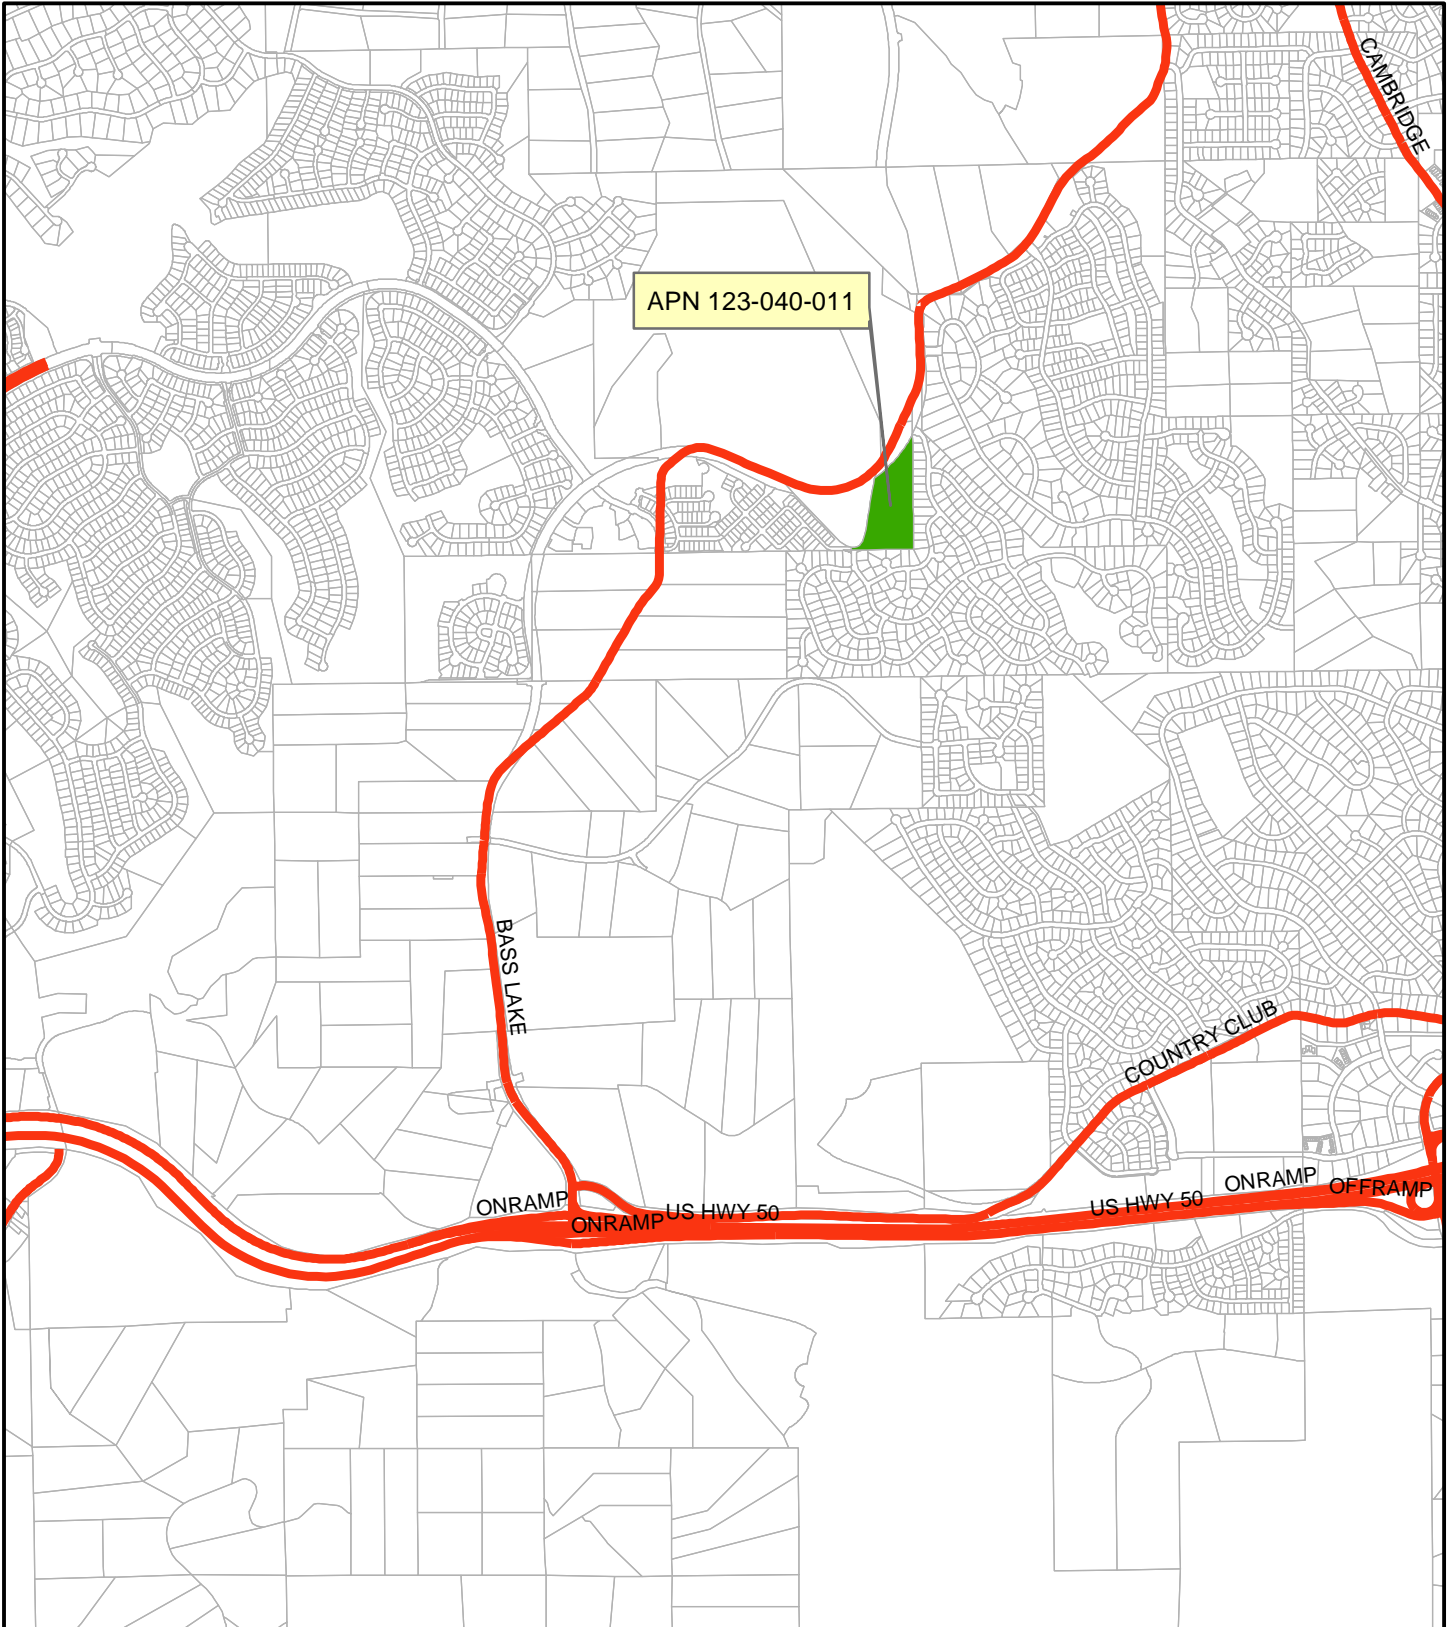 CAMBRIDGE
APN 123-040-011
BASS LAKE
COUNTRY CLUB
ONRAMP
ONRAMP
US HWY 50
US HWY 50
ONRAMP
OFFRAMP